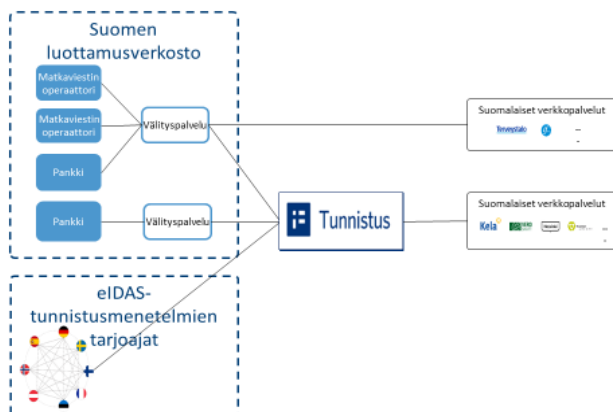 Suomen
luottamusverkosto
Matkaviestin
operaattori
Matkaviestin
operaattori
Pankki
Pankki
Välityspalvelu
Välityspalvelu
Tunnistus
Suomalaiset verkkopalvelut
Terveystalo
...
Suomalaiset verkkopalvelut
Kela
VERO
...
eIDAS-
tunnistusmenetelmien
tarjoajat